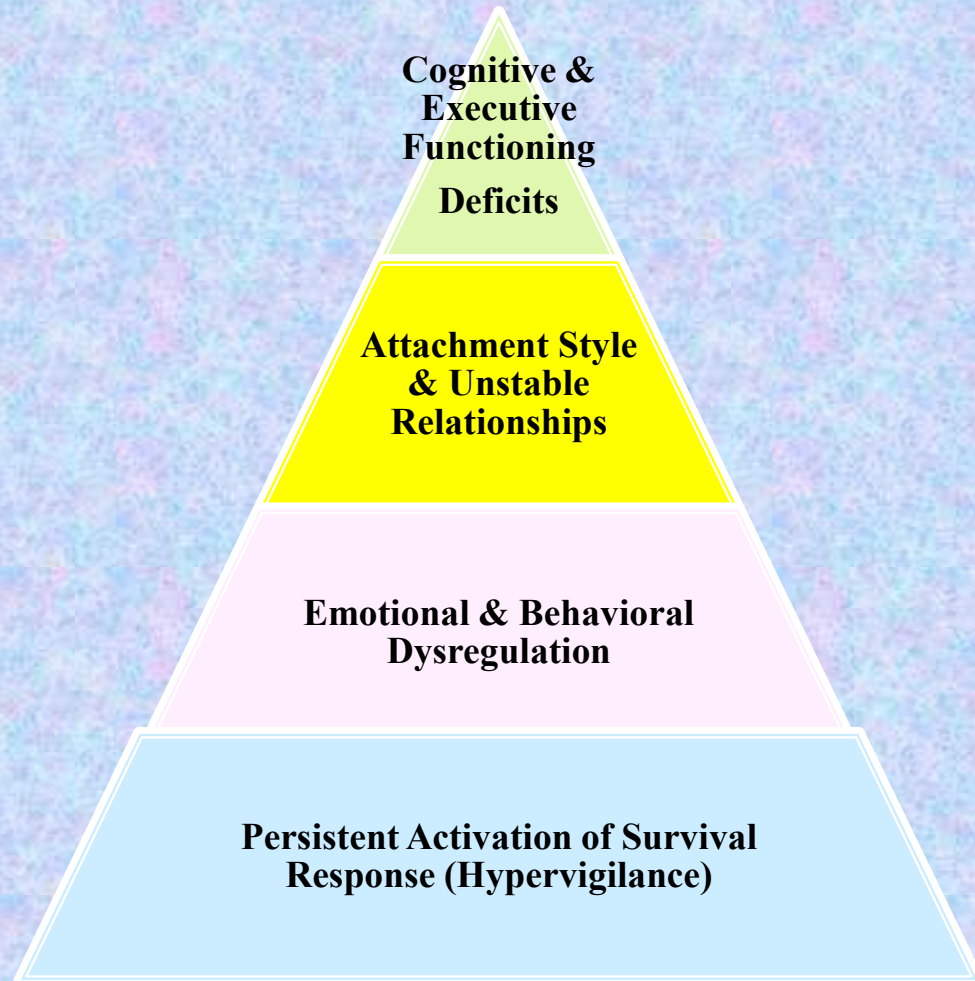 Cognitive &
Executive
Functioning
Deficits
Attachment Style
& Unstable
Relationships
Emotional & Behavioral
Dysregulation
Persistent Activation of Survival
Response (Hypervigilance)